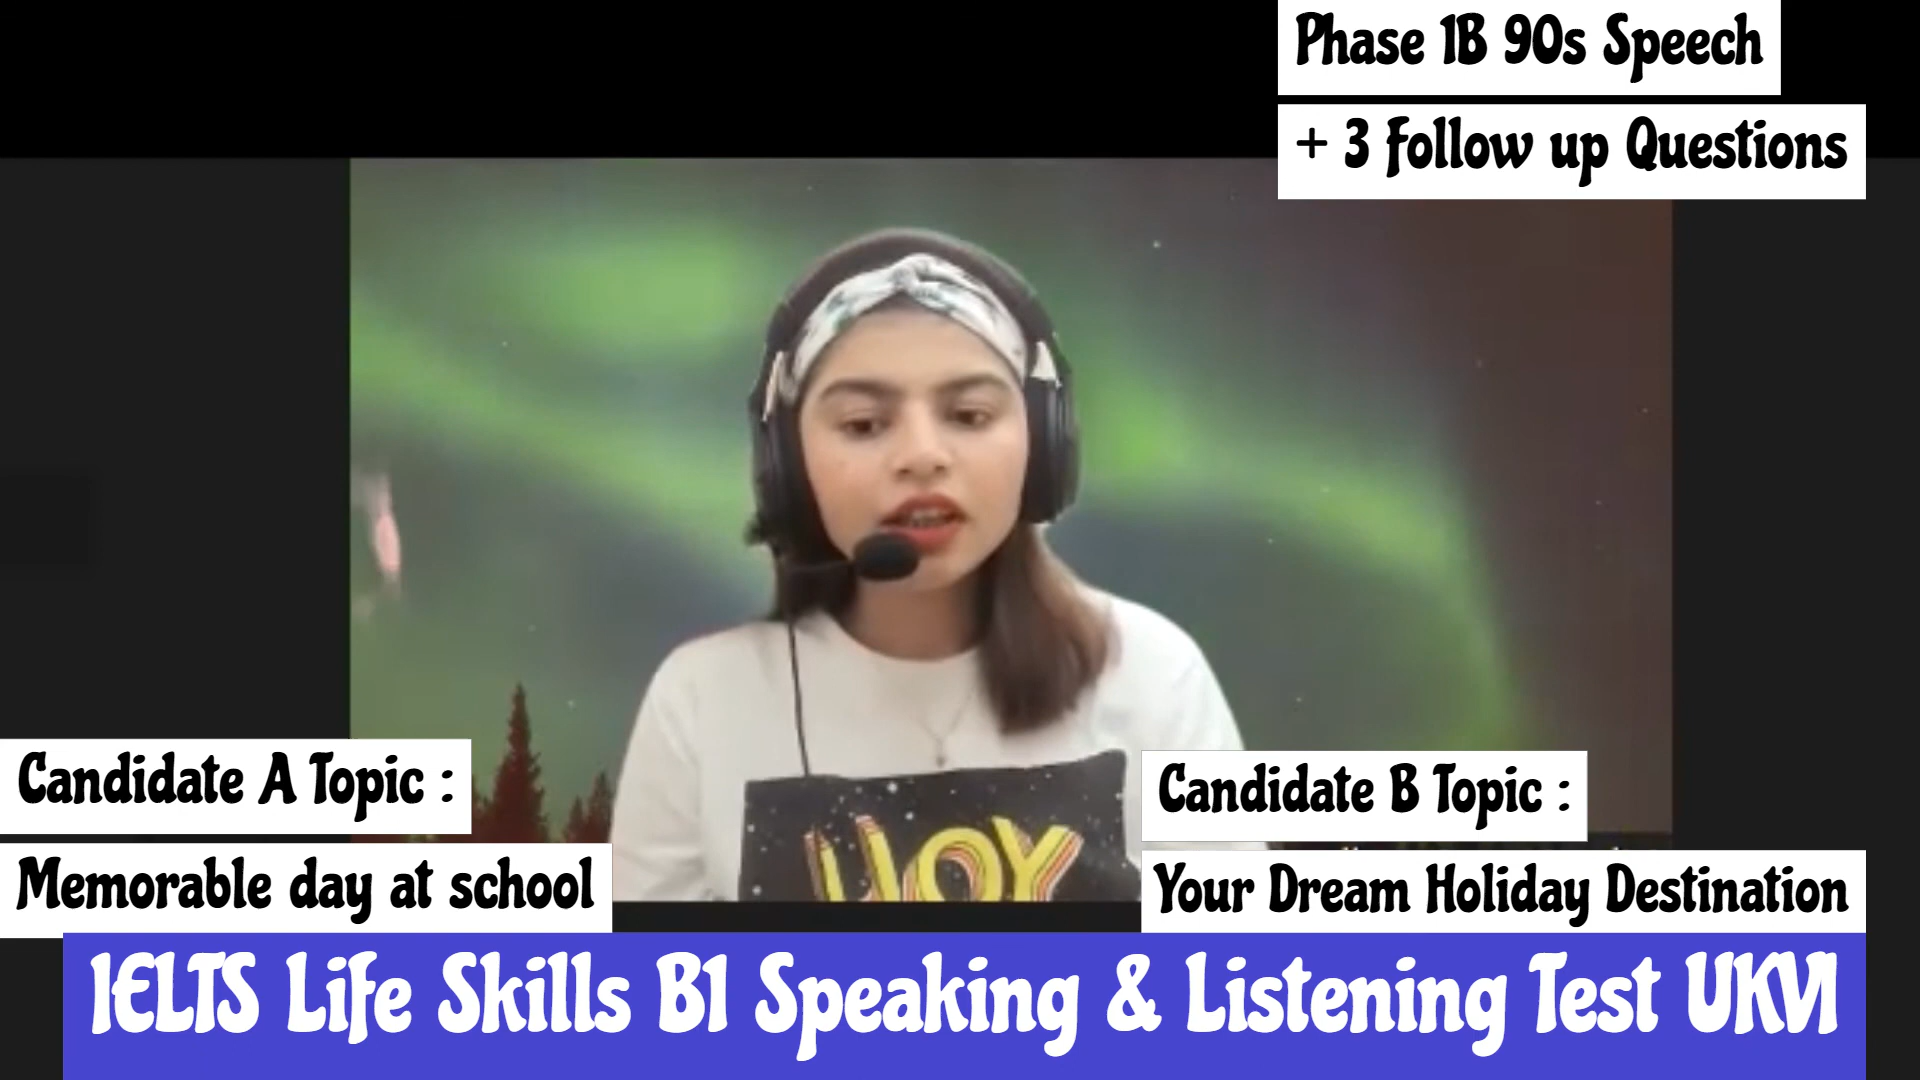 Phase 1B 90s Speech
+ 3 Follow up Questions
Candidate A Topic :
Memorable day at school
Candidate B Topic :
Your Dream Holiday Destination
IELTS Life Skills B1 Speaking & Listening Test UKVI